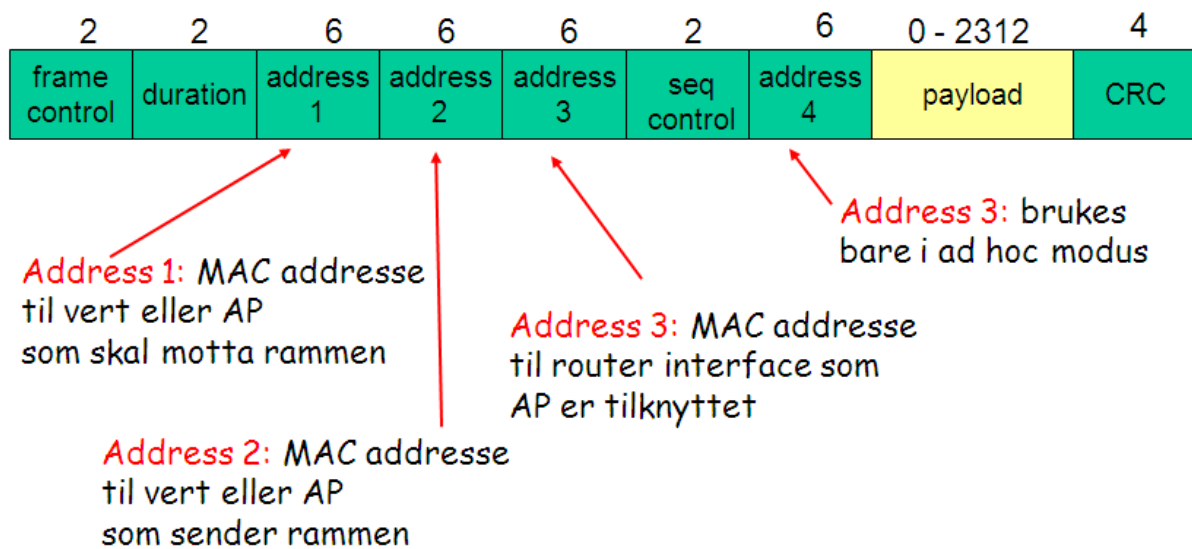 2 2 6 6 6 2 6 0 - 2312 4
frame control
duration
address 1
address 2
address 3
seq control
address 4
payload
CRC
Address 3: brukes
bare i ad hoc modus
Address 1: MAC addresse
til vert eller AP
som skal motta rammen
Address 3: MAC addresse
til router interface som
AP er tilknyttet
Address 2: MAC addresse
til vert eller AP
som sender rammen